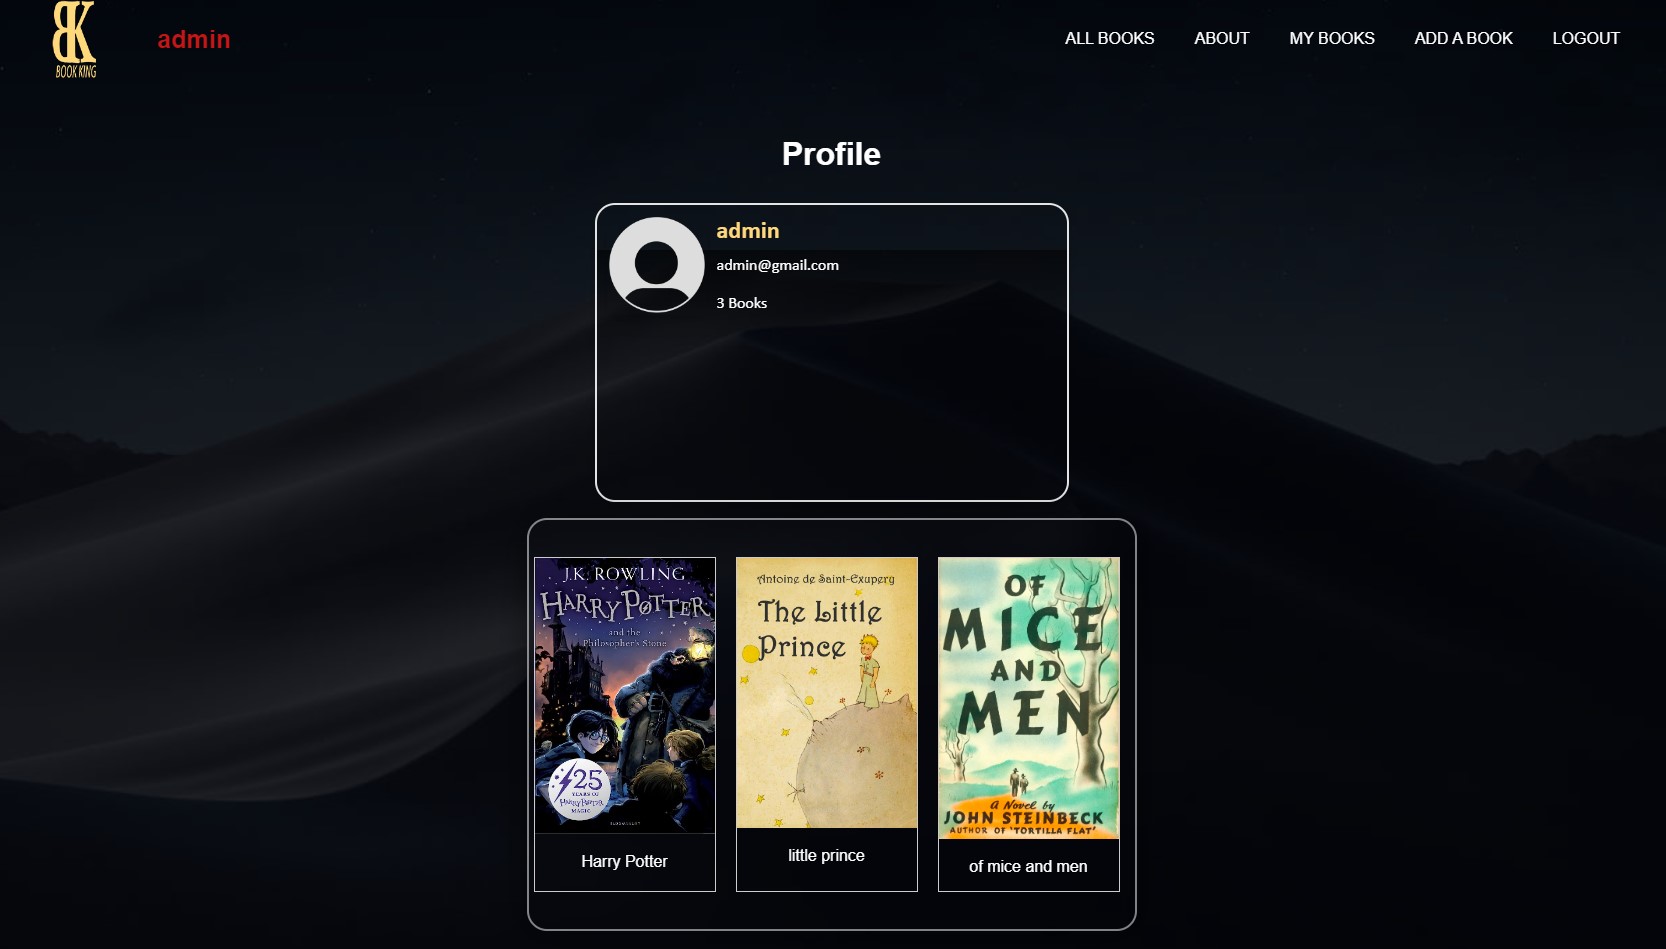 BK
BOOK KING
admin
ALL BOOKS
ABOUT
MY BOOKS
ADD A BOOK
LOGOUT
Profile
admin
admin@gmail.com
3 Books
J.K. ROWLING
HARRY POTTER
and the
Philosopher's Stone
25
YEARS OF
HARRY POTTER
MAGIC
BLOOMSBURY
Harry Potter
Antoine de Saint-Exupery
The Little
Prince
little prince
OF
MICE
AND
MEN
A Novel by
JOHN STEINBECK
AUTHOR OF 'TORTILLA FLAT'
of mice and men